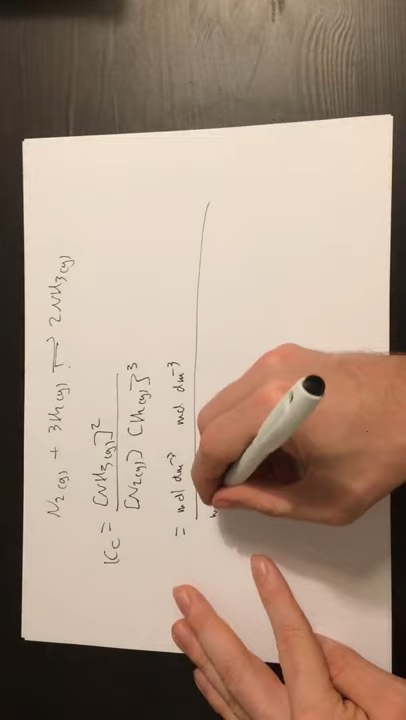 N₂(g) + 3H₂(g) ⇌ 2NH₃(g)
Kc = [NH₃(g)]²
[N₂(g)] [H₂(g)]³
= mol dm⁻³ mol dm⁻³